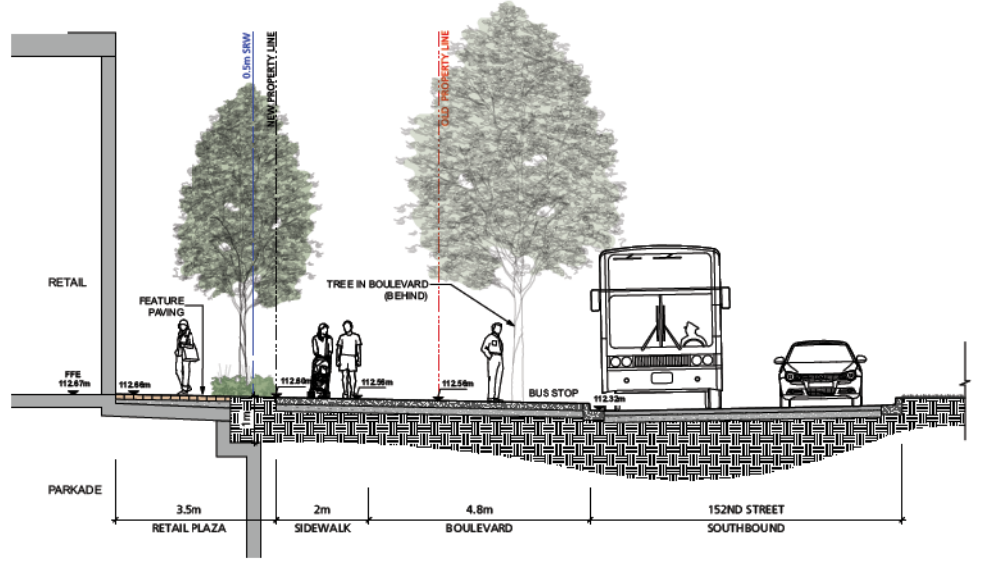 0.5m SRW
NEW PROPERTY LINE
OLD PROPERTY LINE
RETAIL
FEATURE
PAVING
TREE IN BOULEVARD
(BEHIND)
FFE
112.67m
112.66m
112.60m
112.56m
112.56m
BUS STOP
112.32m
1m
PARKADE
3.5m
RETAIL PLAZA
2m
SIDEWALK
4.8m
BOULEVARD
152ND STREET
SOUTHBOUND